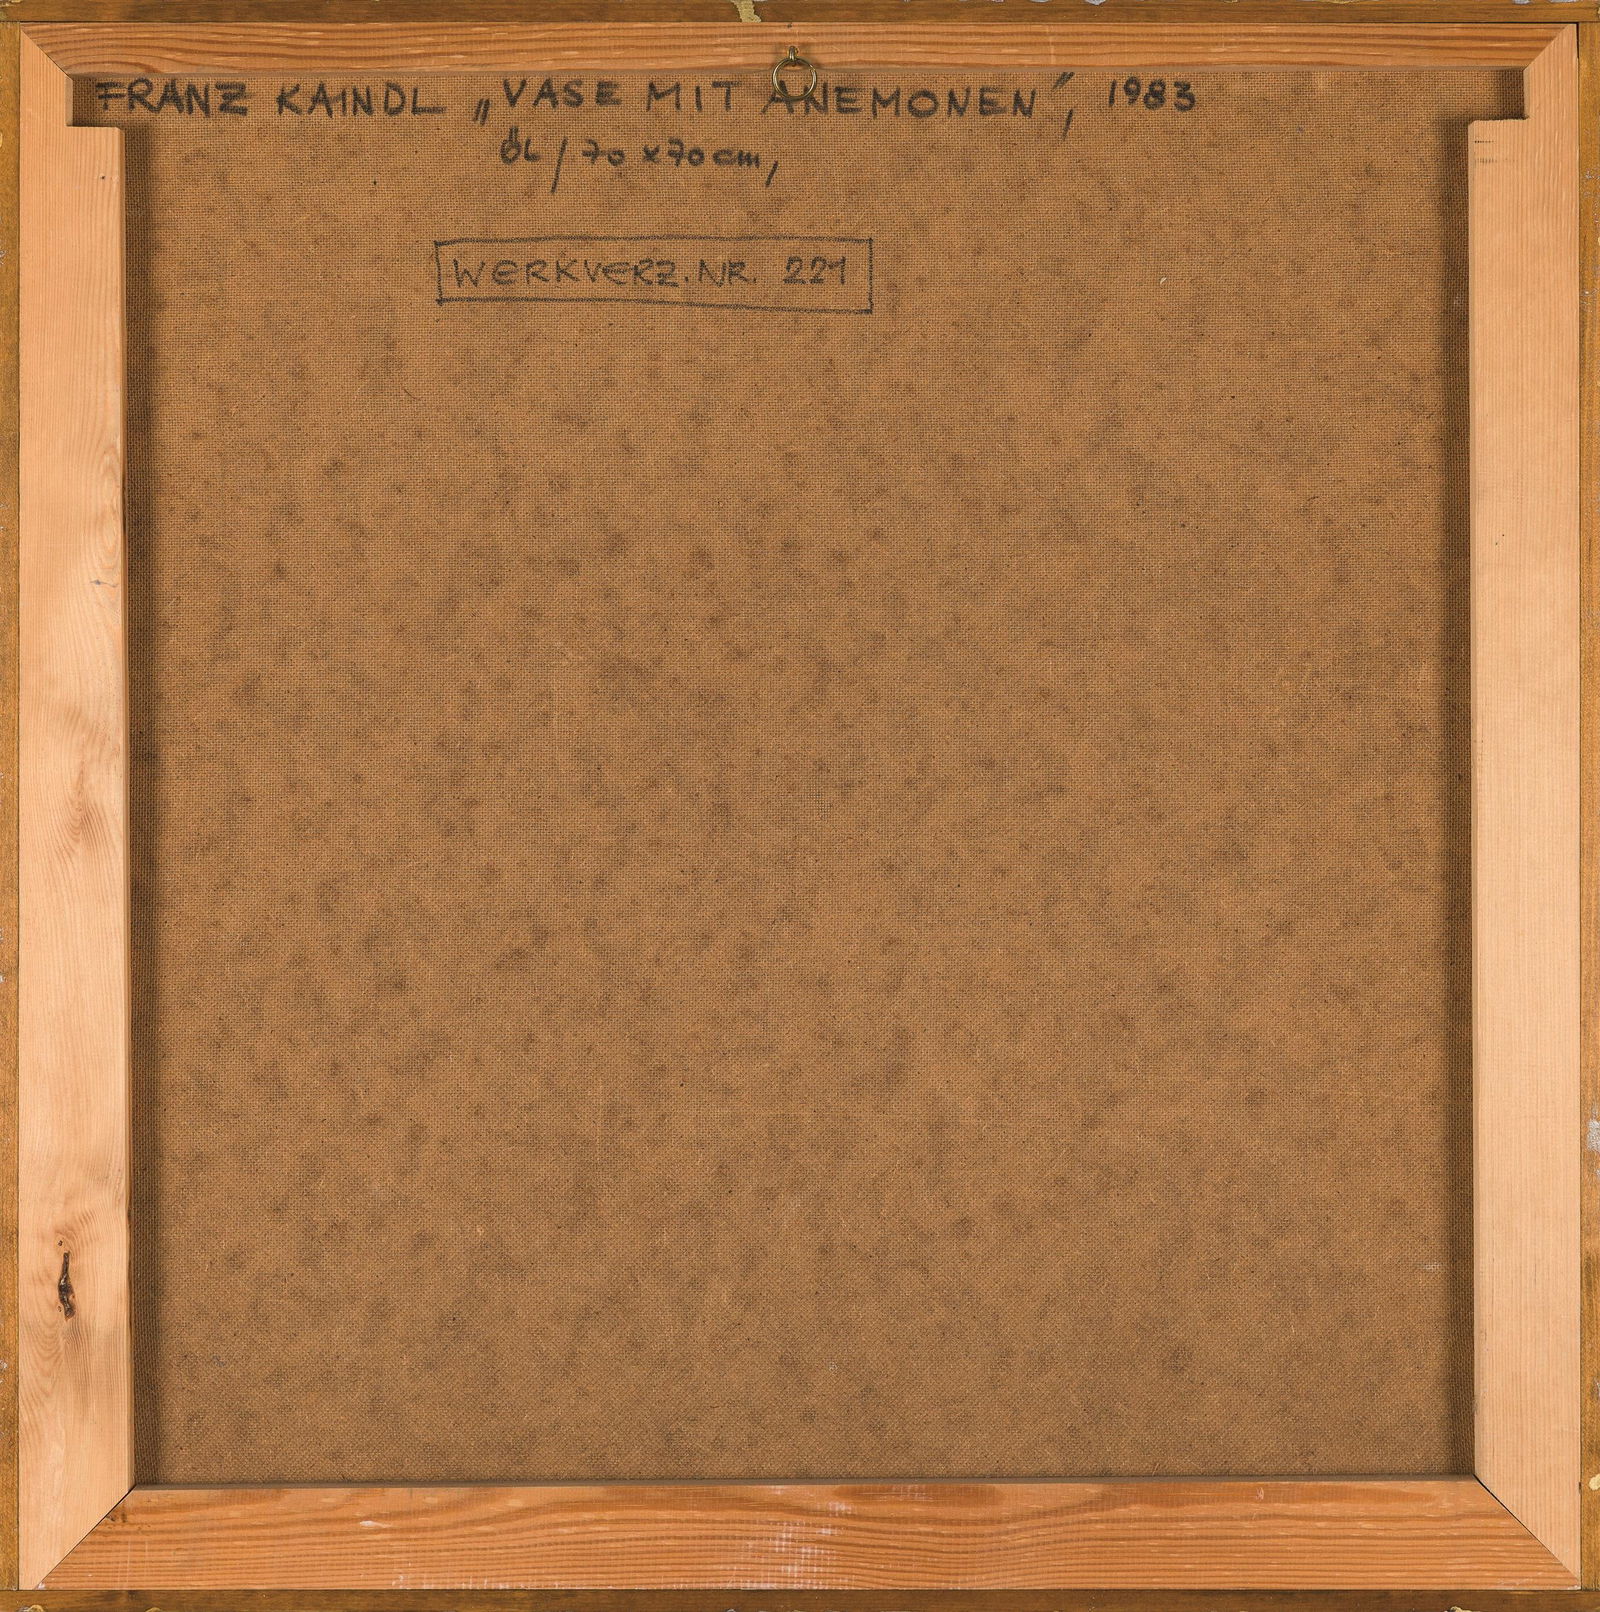 FRANZ KAINDL „VASE MIT ANEMONEN", 1983
ÖL / 70 x 70 cm,
WERKVERZ. NR. 221